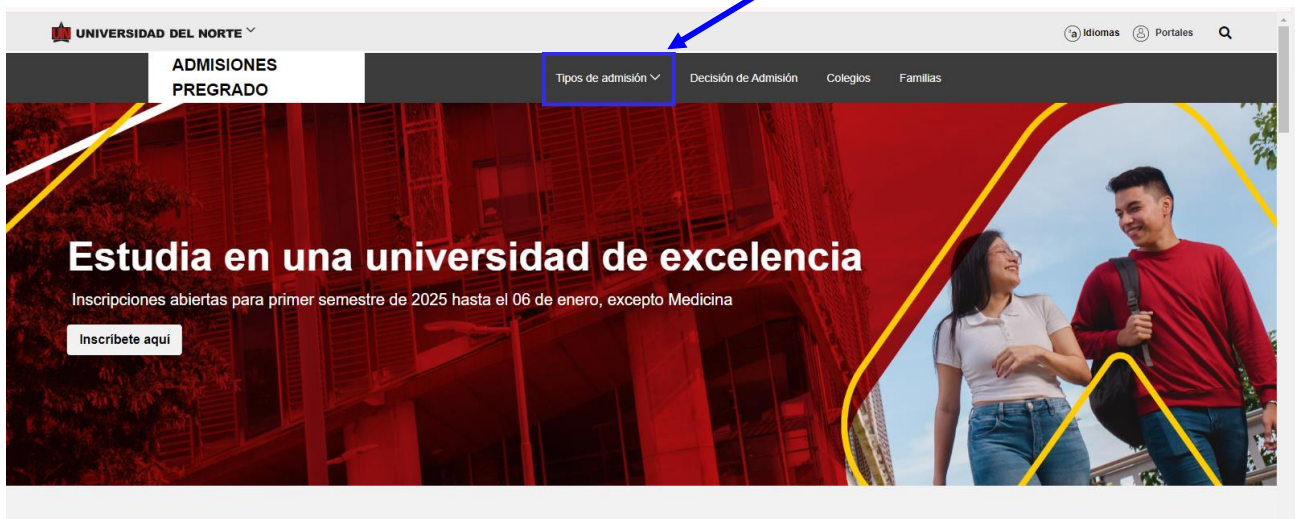 UNIVERSIDAD DEL NORTE
Idiomas
Portales
ADMISIONES
PREGRADO
Tipos de admisión
Decisión de Admisión
Colegios
Familias
Estudia en una universidad de excelencia
Inscripciones abiertas para primer semestre de 2025 hasta el 06 de enero, excepto Medicina
Inscríbete aquí